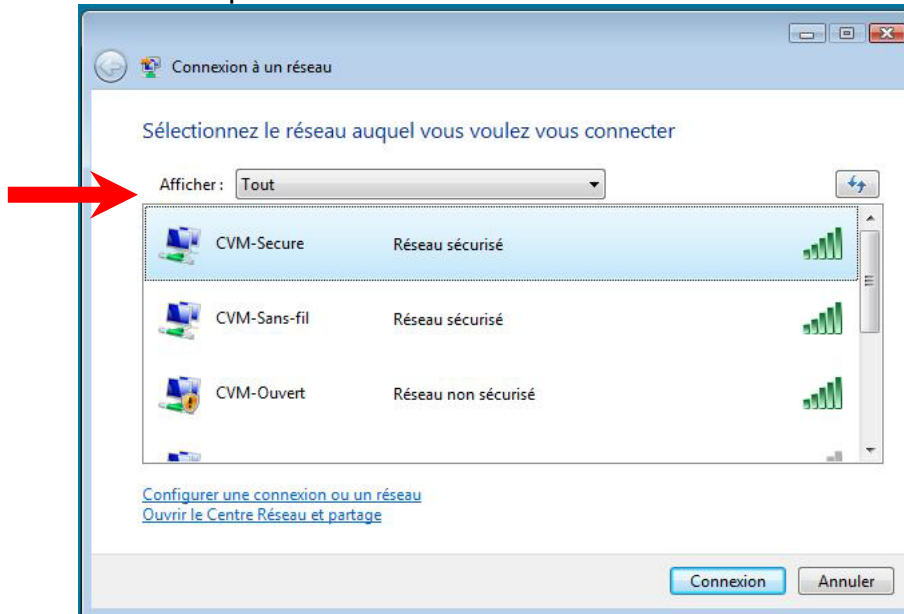 Connexion à un réseau
Sélectionnez le réseau auquel vous voulez vous connecter
Afficher : Tout
CVM-Secure Réseau sécurisé
CVM-Sans-fil Réseau sécurisé
CVM-Ouvert Réseau non sécurisé
Configurer une connexion ou un réseau
Ouvrir le Centre Réseau et partage
Connexion Annuler